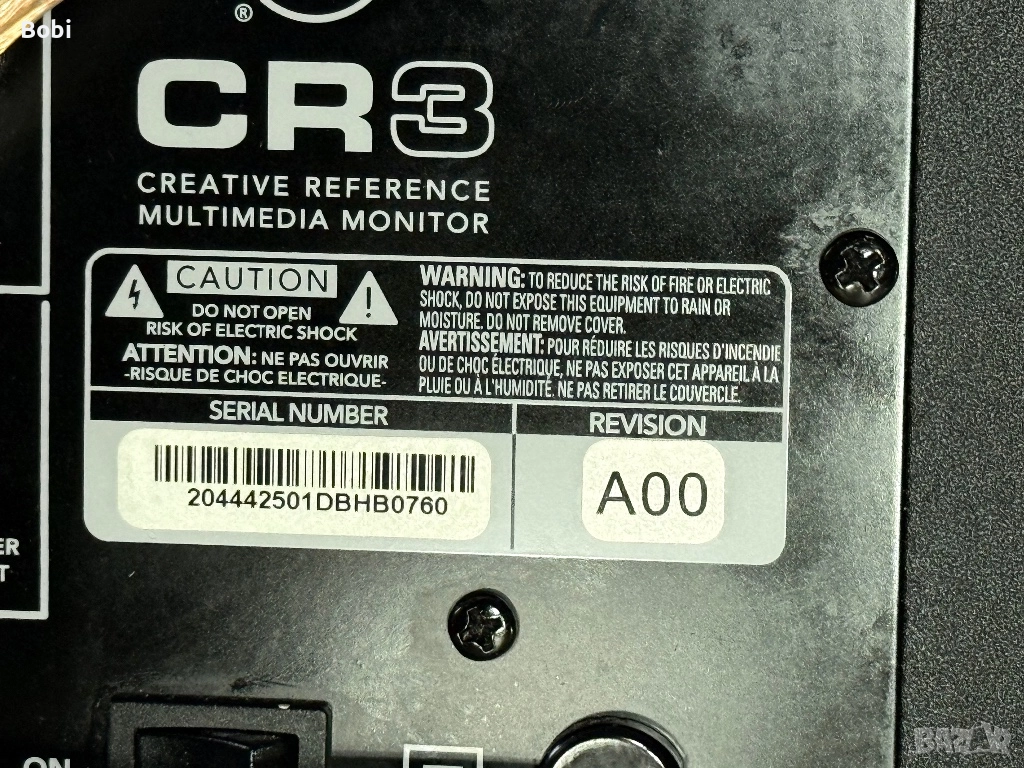 Bobi
®
CR3
CREATIVE REFERENCE
MULTIMEDIA MONITOR
CAUTION
DO NOT OPEN
RISK OF ELECTRIC SHOCK
ATTENTION: NE PAS OUVRIR
-RISQUE DE CHOC ELECTRIQUE-
WARNING: TO REDUCE THE RISK OF FIRE OR ELECTRIC
SHOCK, DO NOT EXPOSE THIS EQUIPMENT TO RAIN OR
MOISTURE. DO NOT REMOVE COVER.
AVERTISSEMENT: POUR RÉDUIRE LES RISQUES D'INCENDIE
OU DE CHOC ÉLECTRIQUE, NE PAS EXPOSER CET APPAREIL À LA
PLUIE OU À L'HUMIDITÉ. NE PAS RETIRER LE COUVERCLE.
SERIAL NUMBER
204442501DBHB0760
REVISION
A00
ER
T
ON
BAZAR